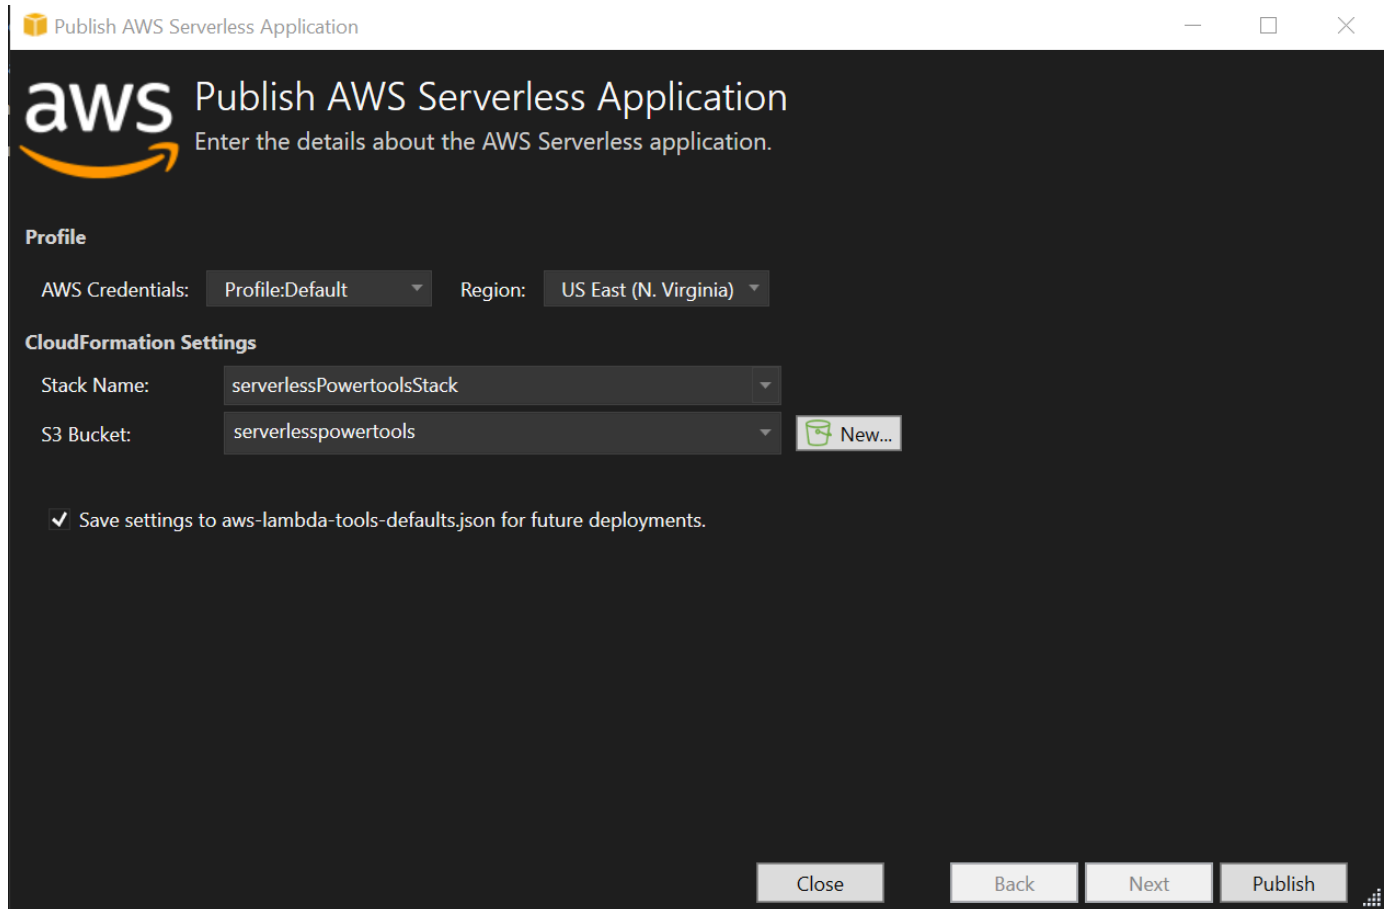 Publish AWS Serverless Application
aws
Publish AWS Serverless Application
Enter the details about the AWS Serverless application.
Profile
AWS Credentials: Profile:Default Region: US East (N. Virginia)
CloudFormation Settings
Stack Name: serverlessPowertoolsStack
S3 Bucket: serverlesspowertools New...
Save settings to aws-lambda-tools-defaults.json for future deployments.
Close Back Next Publish